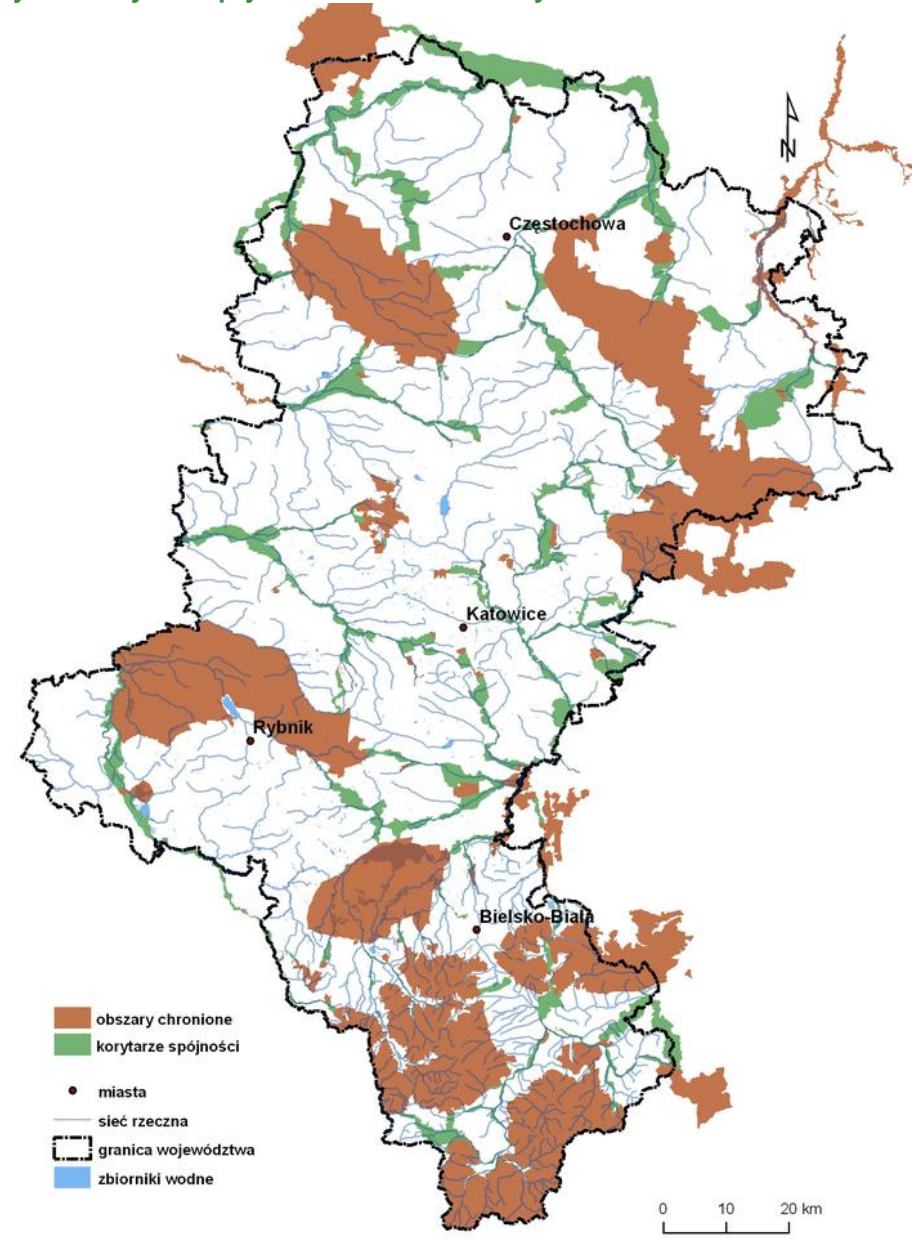 N
Częstochowa
Katowice
Rybnik
Bielsko-Biała
obszary chronione
korytarze spójności
miasta
sieć rzeczna
granica województwa
zbiorniki wodne
0 10 20 km